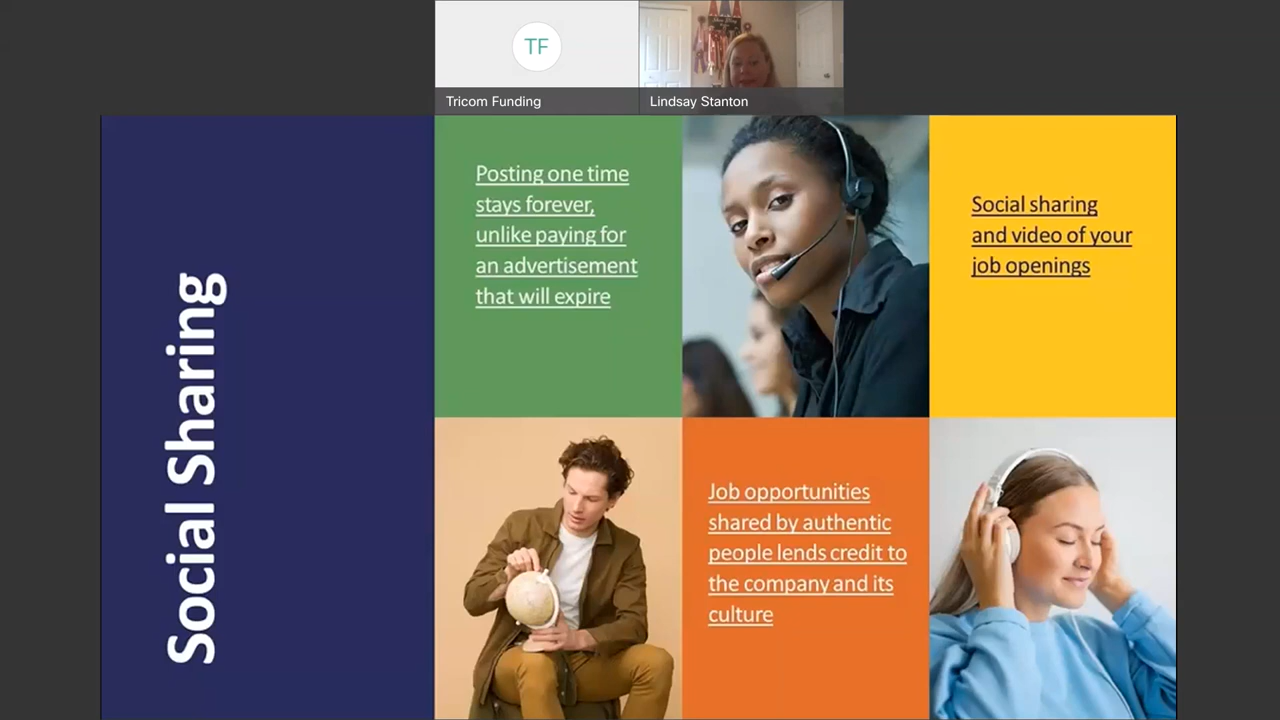 TF
Tricom Funding
Lindsay Stanton
Social Sharing
Posting one time
stays forever,
unlike paying for
an advertisement
that will expire
Social sharing
and video of your
job openings
Job opportunities
shared by authentic
people lends credit to
the company and its
culture